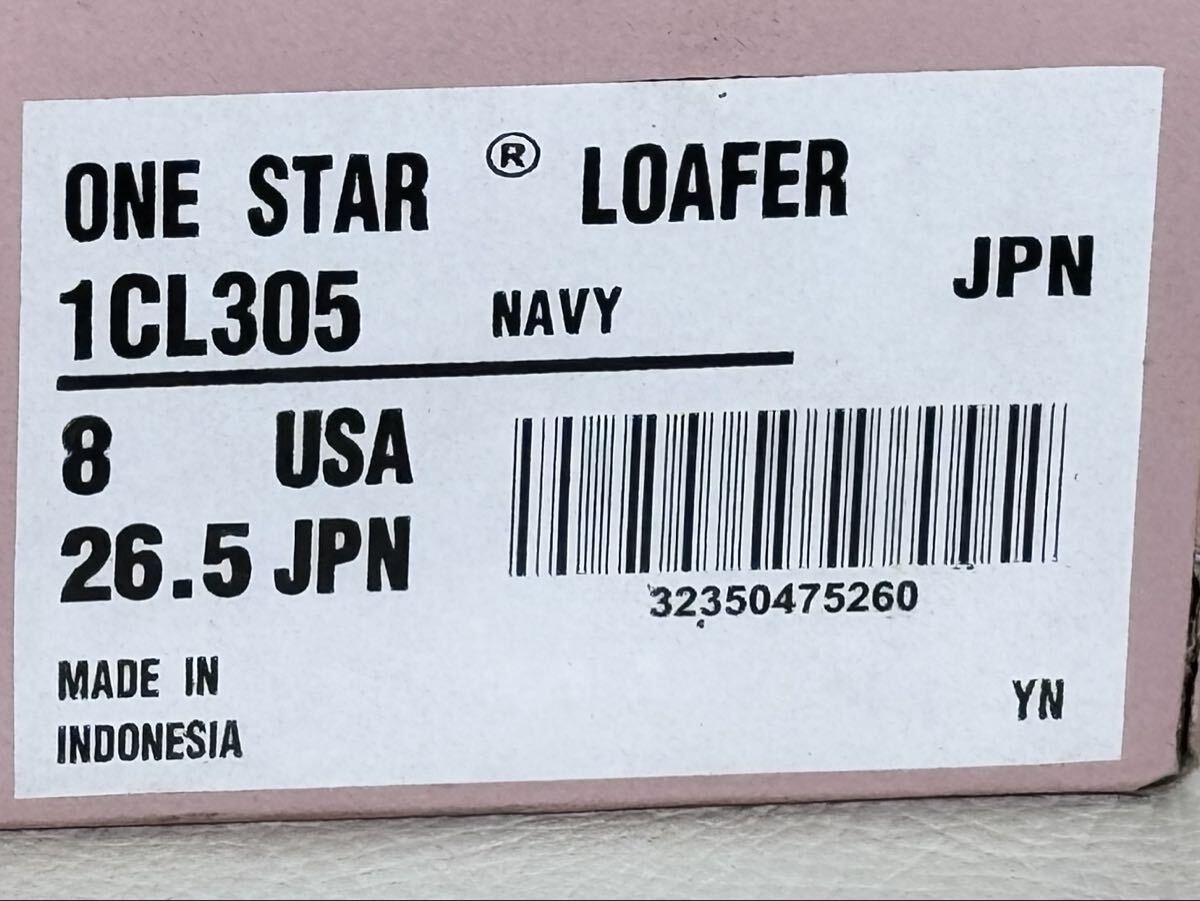 ONE STAR ® LOAFER
1CL305 NAVY JPN
8 USA
26.5 JPN
32350475260
MADE IN
INDONESIA
YN